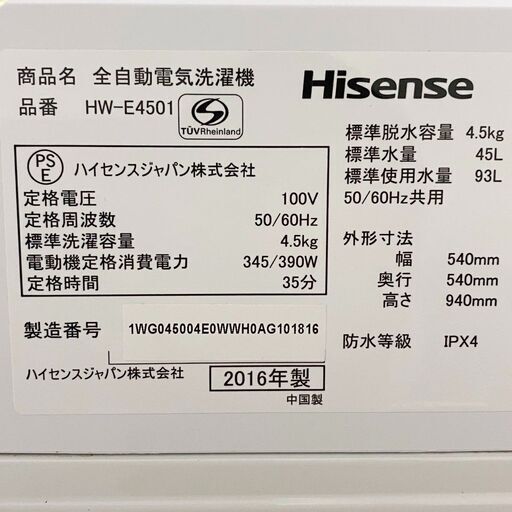 商品名 全自動電気洗濯機
品番 HW-E4501
S
TÜVRheinland
Hisense
PS
E
ハイセンスジャパン株式会社
定格電圧 100V
定格周波数 50/60Hz
標準洗濯容量 4.5kg
電動機定格消費電力 345/390W
定格時間 35分
標準脱水容量 4.5kg
標準水量 45L
標準使用水量 93L
50/60Hz共用
外形寸法
幅 540mm
奥行 540mm
高さ 940mm
製造番号 1WG045004E0WWH0AG101816
防水等級 IPX4
ハイセンスジャパン株式会社
2016年製
中国製